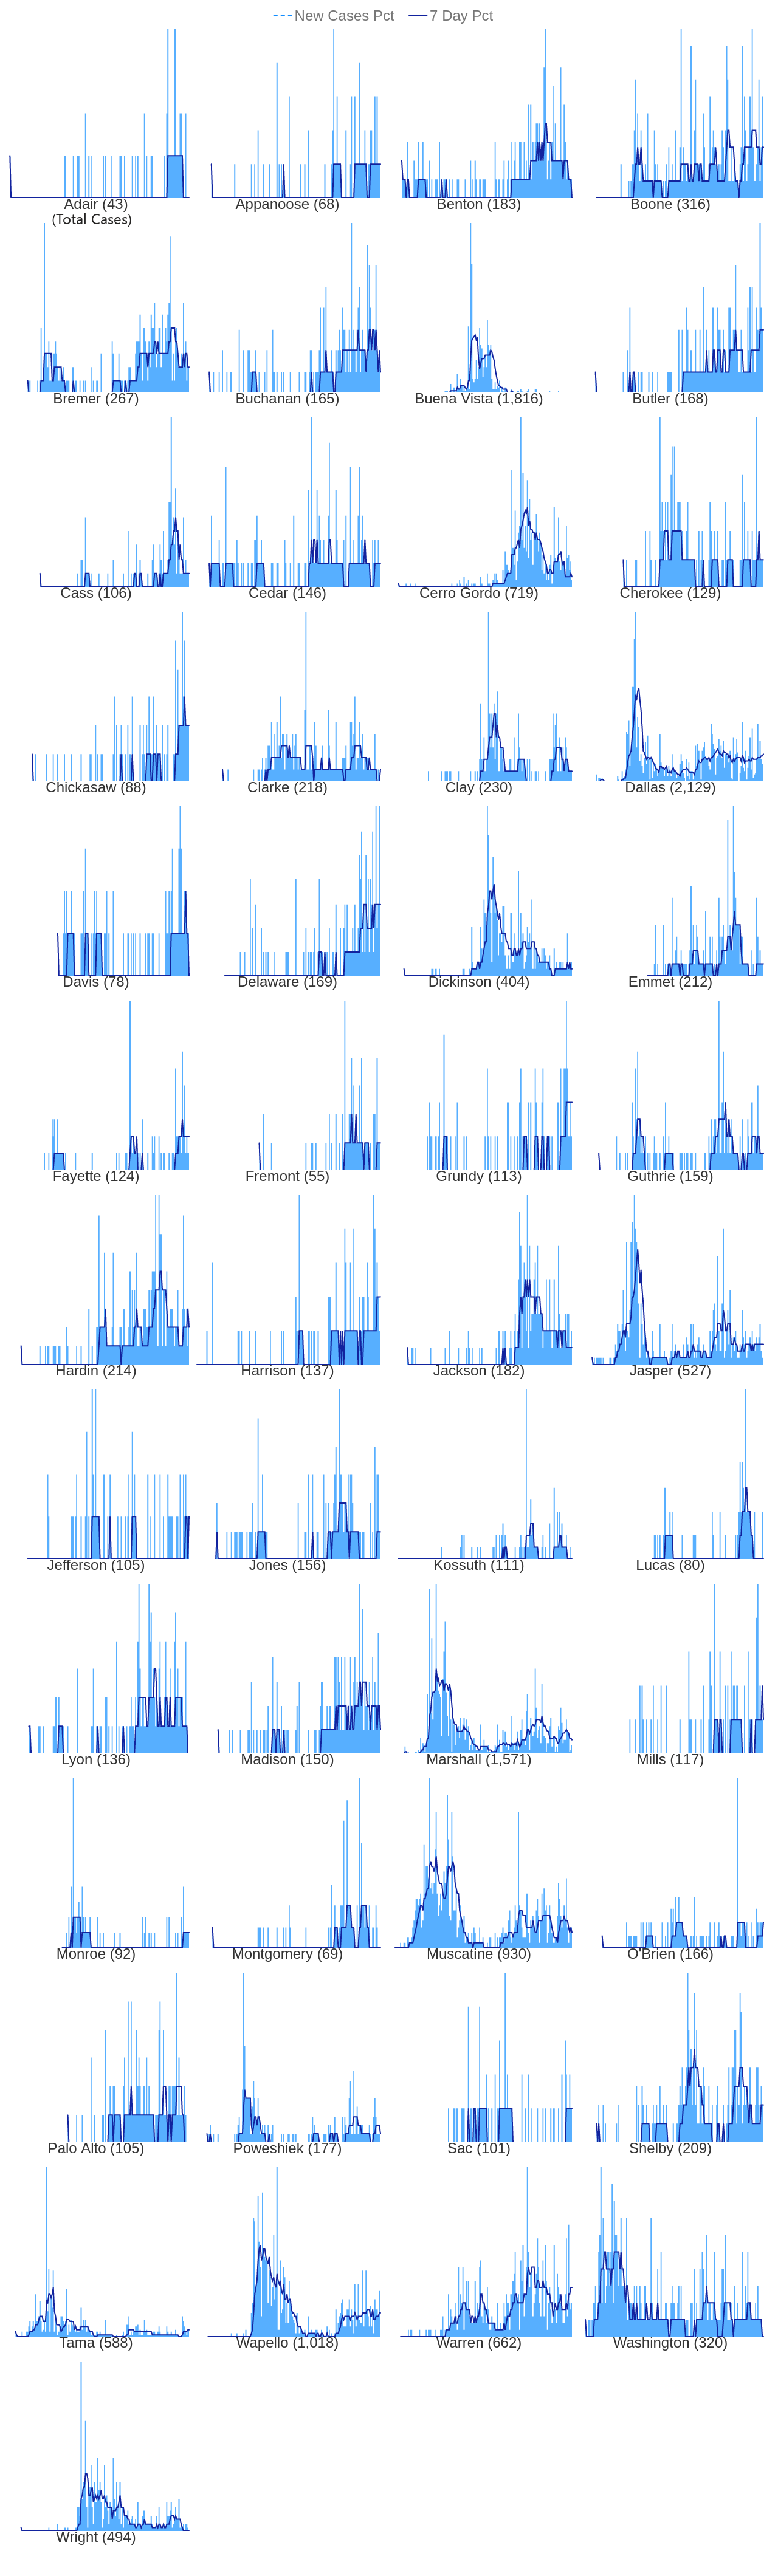 New Cases Pct 7 Day Pct
Adair (43) Appanoose (68) Benton (183) Boone (316)
(Total Cases)
Bremer (267) Buchanan (165) Buena Vista (1,816) Butler (168)
Cass (106) Cedar (146) Cerro Gordo (719) Cherokee (129)
Chickasaw (88) Clarke (218) Clay (230) Dallas (2,129)
Davis (78) Delaware (169) Dickinson (404) Emmet (212)
Fayette (124) Fremont (55) Grundy (113) Guthrie (159)
Hardin (214) Harrison (137) Jackson (182) Jasper (527)
Jefferson (105) Jones (156) Kossuth (111) Lucas (80)
Lyon (136) Madison (150) Marshall (1,571) Mills (117)
Monroe (92) Montgomery (69) Muscatine (930) O'Brien (166)
Palo Alto (105) Poweshiek (177) Sac (101) Shelby (209)
Tama (588) Wapello (1,018) Warren (662) Washington (320)
Wright (494)